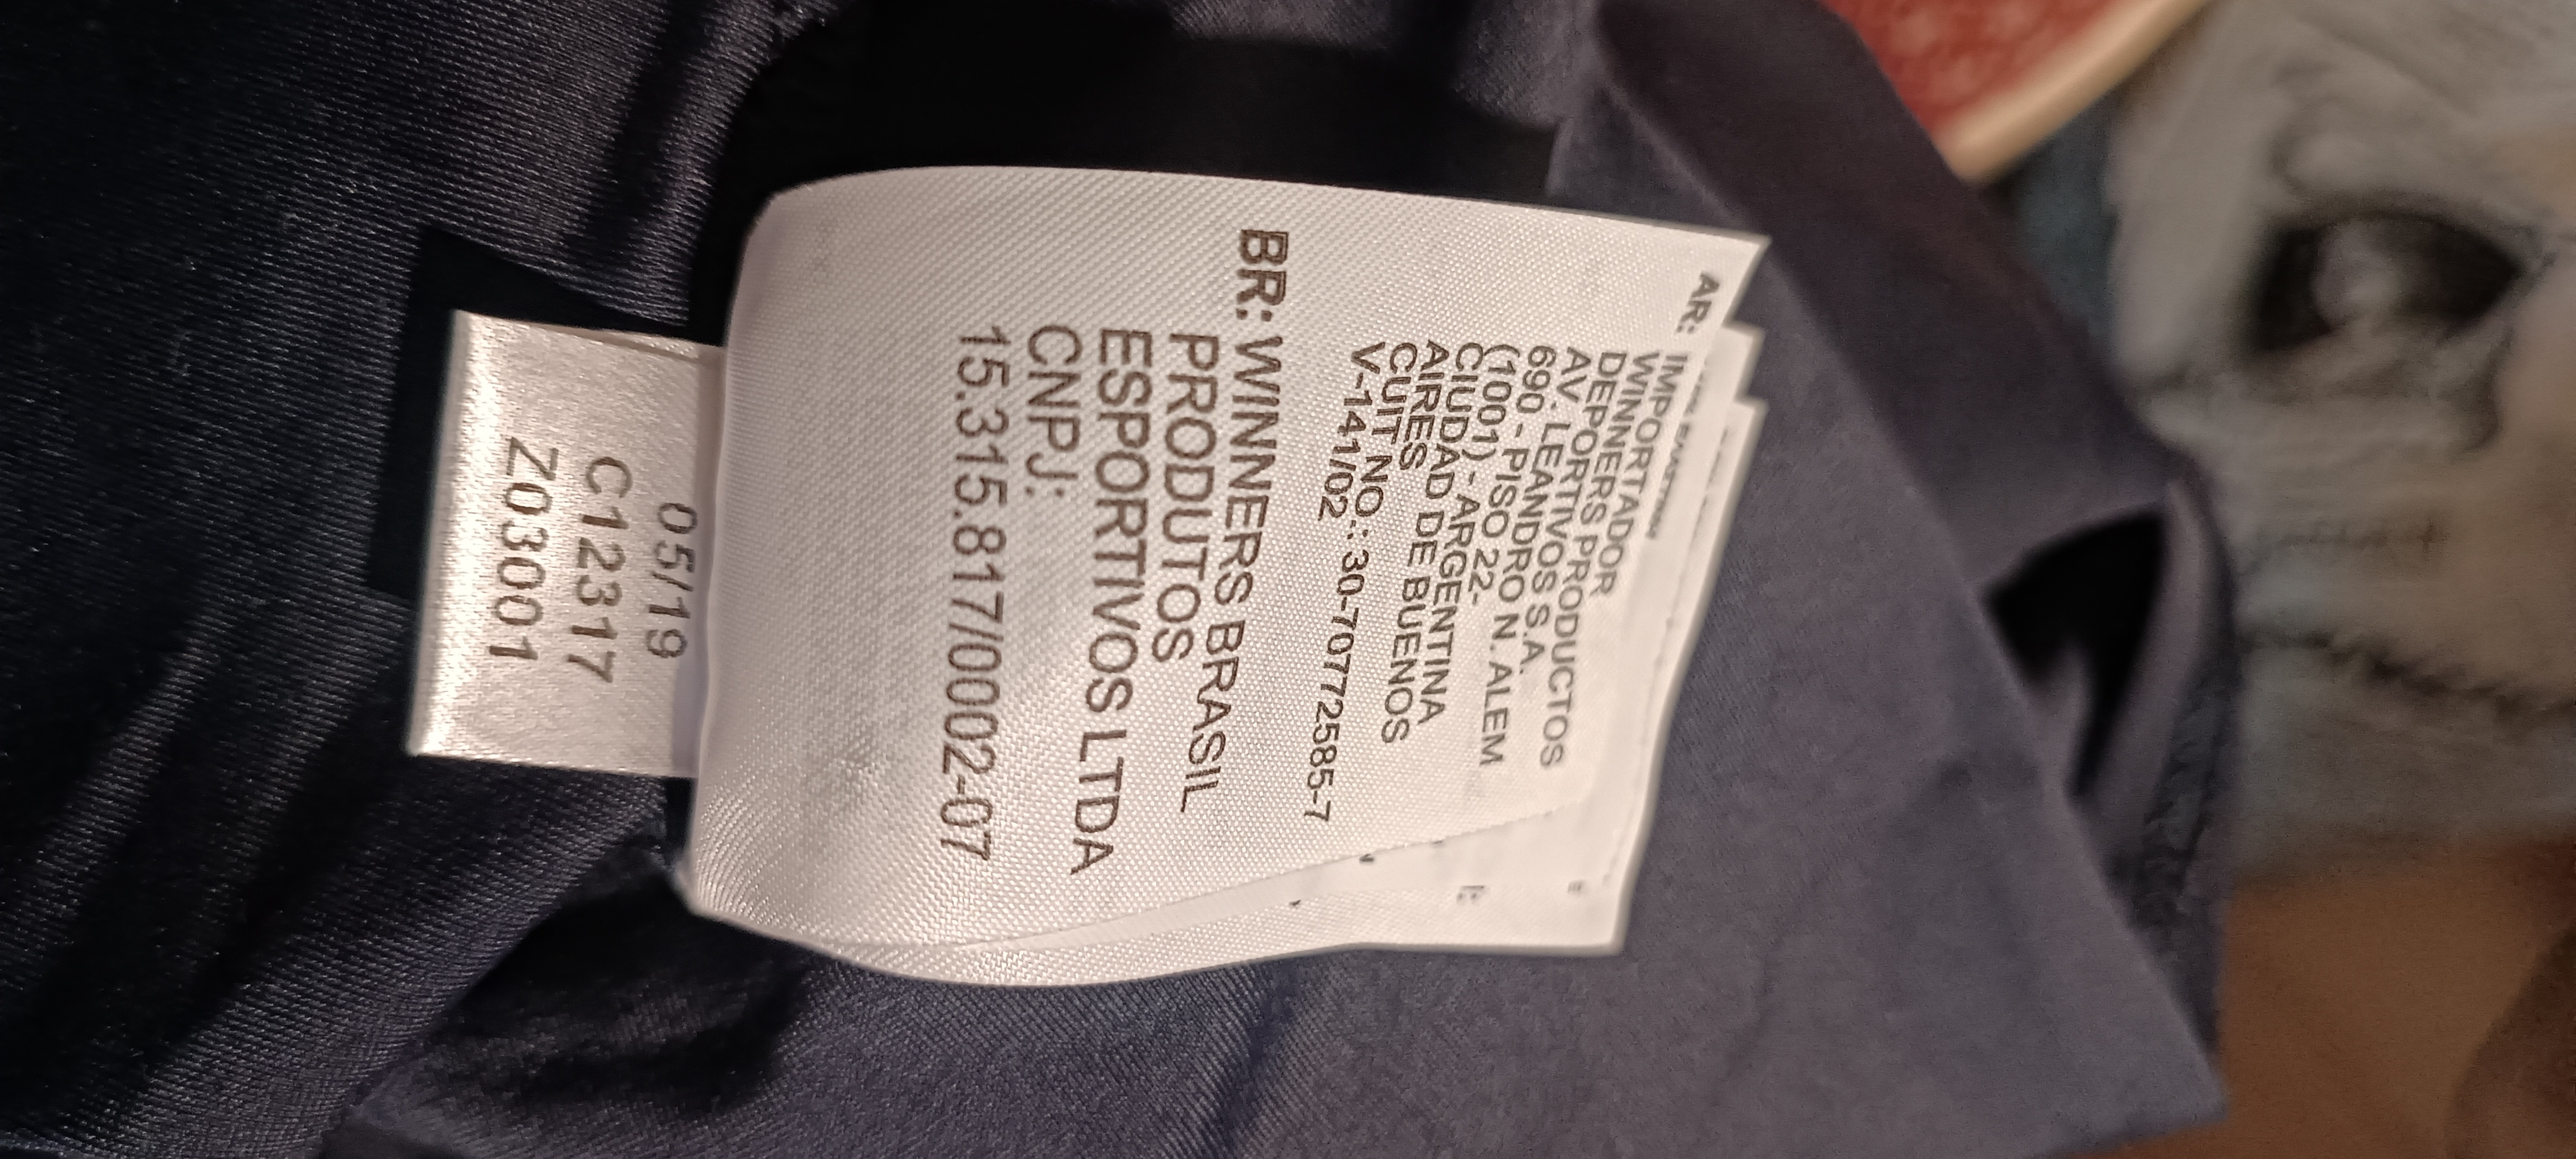 AR: IMPORTADOR
WINNERS PRODUCTOS
DEPORTIVOS S.A.
AV. LEANDRO N. ALEM
690 - PISO 22-
(1001) - ARGENTINA
CIUDAD DE BUENOS
AIRES
CUIT NO.: 30-70772585-7
V-141/02
BR: WINNERS BRASIL
PRODUTOS
ESPORTIVOS LTDA
CNPJ:
15.315.817/0002-07
05/19
C12317
Z03001